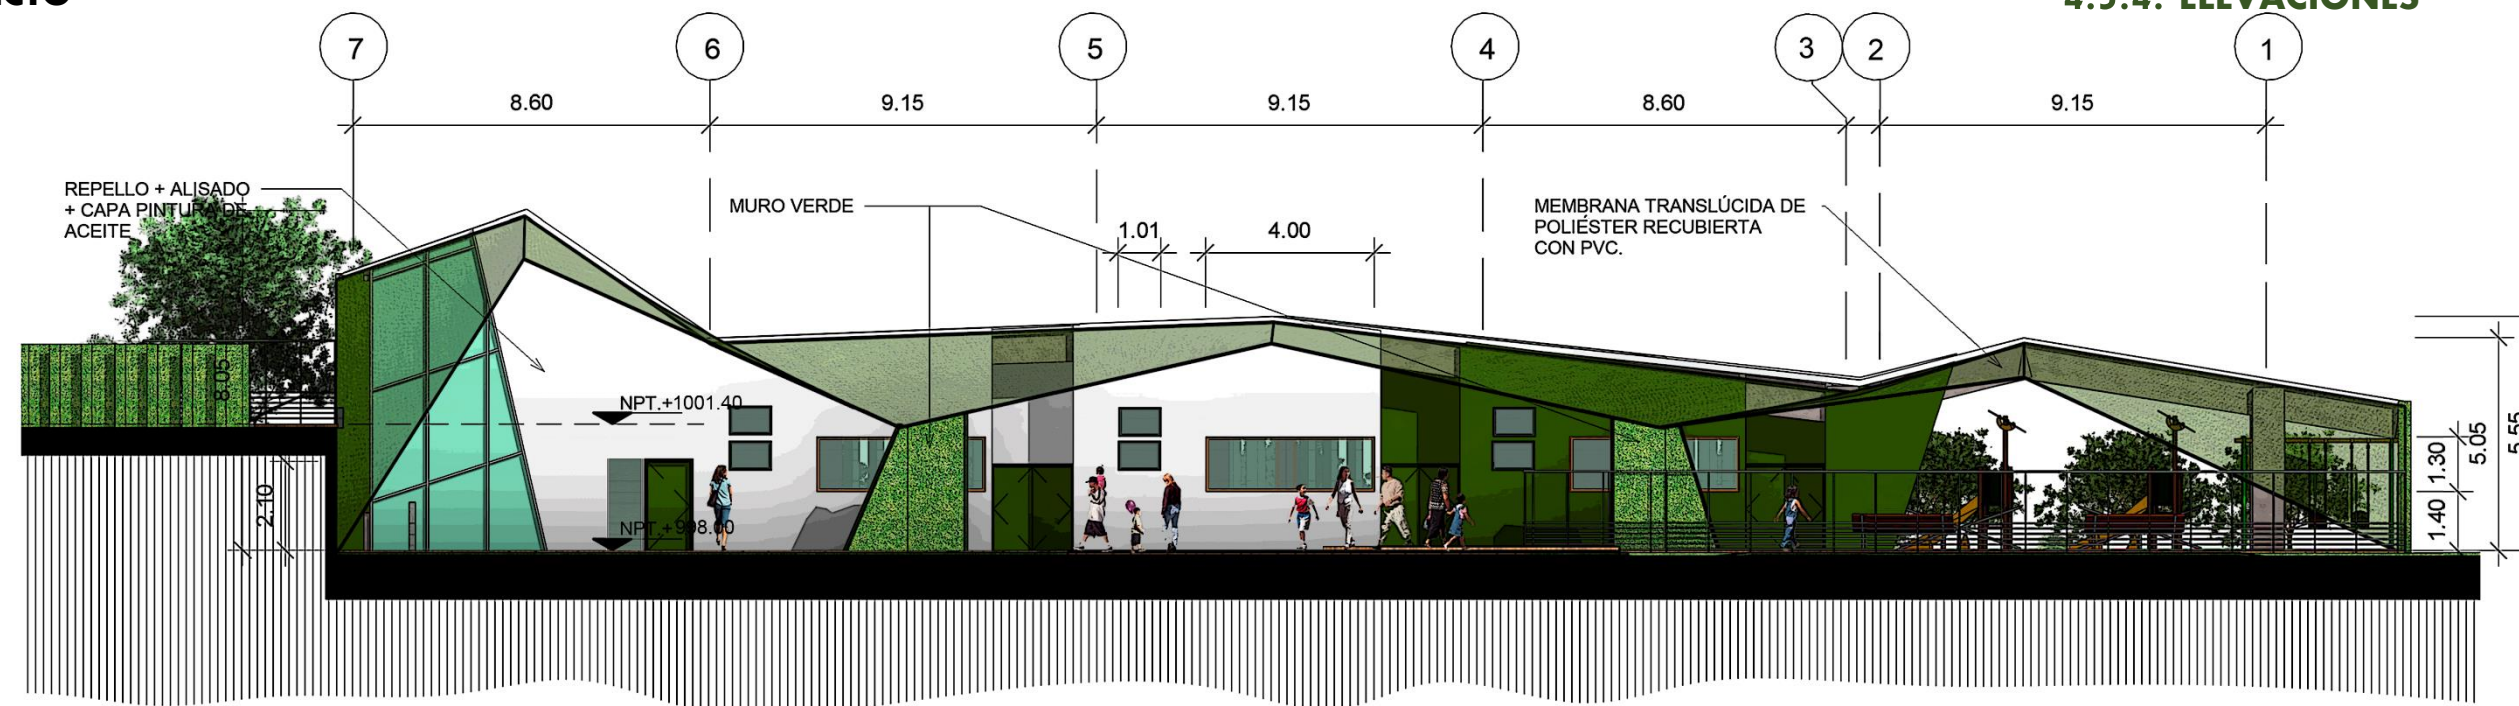 4.5.4. ELEVACIONES
7
6
5
4
3
2
1
8.60
9.15
9.15
8.60
9.15
REPELLO + ALISADO
+ CAPA PINTURA DE
ACEITE
MURO VERDE
1.01
4.00
MEMBRANA TRANSLÚCIDA DE
POLIÉSTER RECUBIERTA
CON PVC.
8.05
NPT.+1001.40
2.10
NPT.+998.00
1.30
1.40
5.05
5.55